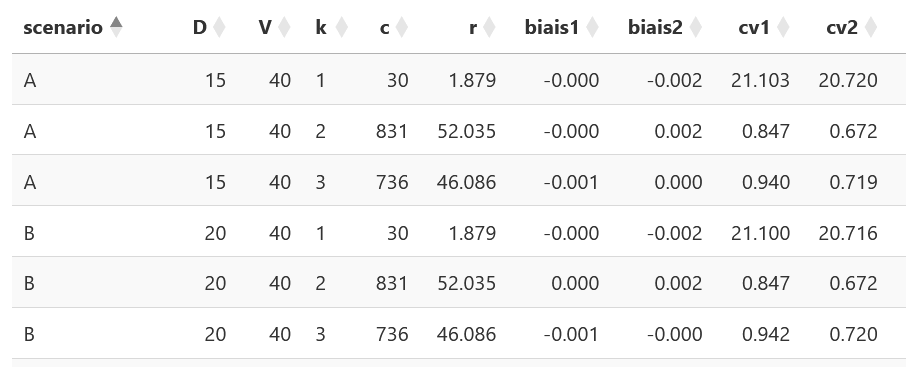 scenario D V k c r biais1 biais2 cv1 cv2
A 15 40 1 30 1.879 -0.000 -0.002 21.103 20.720
A 15 40 2 831 52.035 -0.000 0.002 0.847 0.672
A 15 40 3 736 46.086 -0.001 0.000 0.940 0.719
B 20 40 1 30 1.879 -0.000 -0.002 21.100 20.716
B 20 40 2 831 52.035 0.000 0.002 0.847 0.672
B 20 40 3 736 46.086 -0.001 -0.000 0.942 0.720